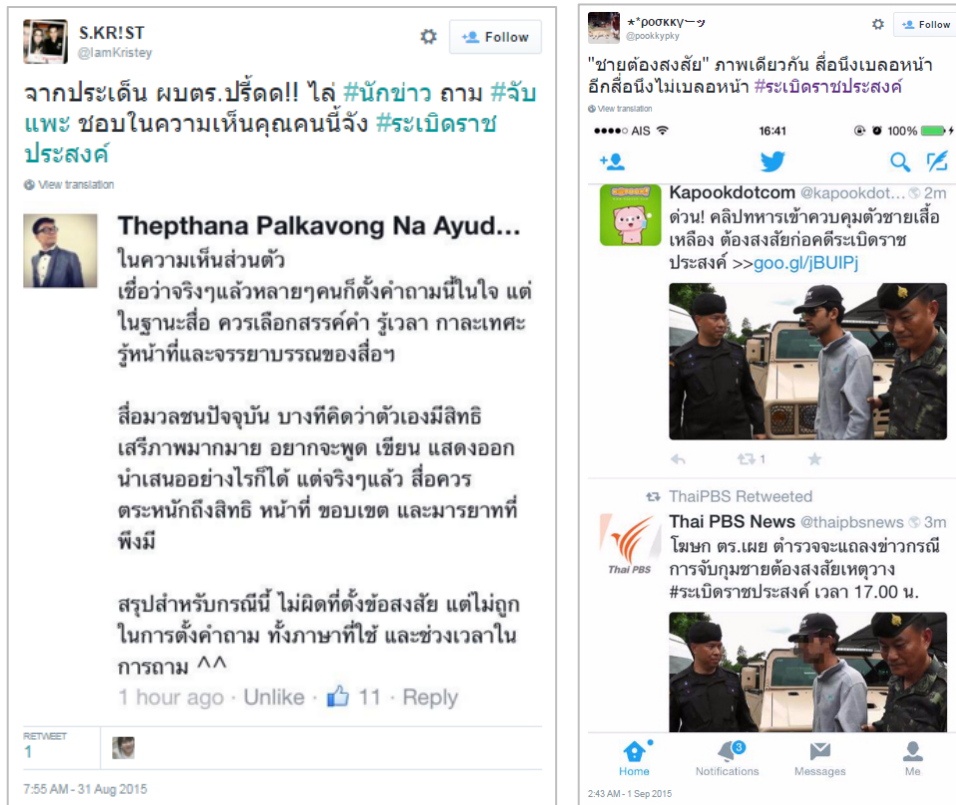 S.KR!ST
@IamKristey
Follow
จากประเด็น ผบตร.ปรี๊ดด!! ไล่ #นักข่าว ถาม #จับ
แพะ ชอบในความเห็นคุณคนนี้จัง #ระเบิดราช
ประสงค์
View translation
Thepthana Palkavong Na Ayud...
ในความเห็นส่วนตัว
เชื่อว่าจริงๆแล้วหลายๆคนก็ตั้งคำถามนี้ในใจ แต่
ในฐานะสื่อ ควรเลือกสรรค์คำ รู้เวลา กาละเทศะ
รู้หน้าที่และจรรยาบรรณของสื่อฯ
สื่อมวลชนปัจจุบัน บางทีคิดว่าตัวเองมีสิทธิ
เสรีภาพมากมาย อยากจะพูด เขียน แสดงออก
นำเสนออย่างไรก็ได้ แต่จริงๆแล้ว สื่อควร
ตระหนักถึงสิทธิ หน้าที่ ขอบเขต และมารยาทที่
พึงมี
สรุปสำหรับกรณีนี้ ไม่ผิดที่ตั้งข้อสงสัย แต่ไม่ถูก
ในการตั้งคำถาม ทั้งภาษาที่ใช้ และช่วงเวลาใน
การถาม ^^
1 hour ago · Unlike · 11 · Reply
RETWEET
1
7:55 AM - 31 Aug 2015
★*ροσκκγ一ッ
@pookkypky
Follow
"ชายต้องสงสัย" ภาพเดียวกัน สื่อนึงเบลอหน้า
อีกสื่อนึงไม่เบลอหน้า #ระเบิดราชประสงค์
View translation
AIS 16:41 100%
Kapookdotcom @kapookdot... 2m
ด่วน! คลิปทหารเข้าควบคุมตัวชายเสื้อ
เหลือง ต้องสงสัยก่อคดีระเบิดราช
ประสงค์ >>goo.gl/jBUIPj
1
ThaiPBS Retweeted
Thai PBS News @thaipbsnews 3m
Thai PBS
โฆษก ตร.เผย ตำรวจจะแถลงข่าวกรณี
การจับกุมชายต้องสงสัยเหตุวาง
#ระเบิดราชประสงค์ เวลา 17.00 น.
3
Home Notifications Messages Me
2:43 AM - 1 Sep 2015